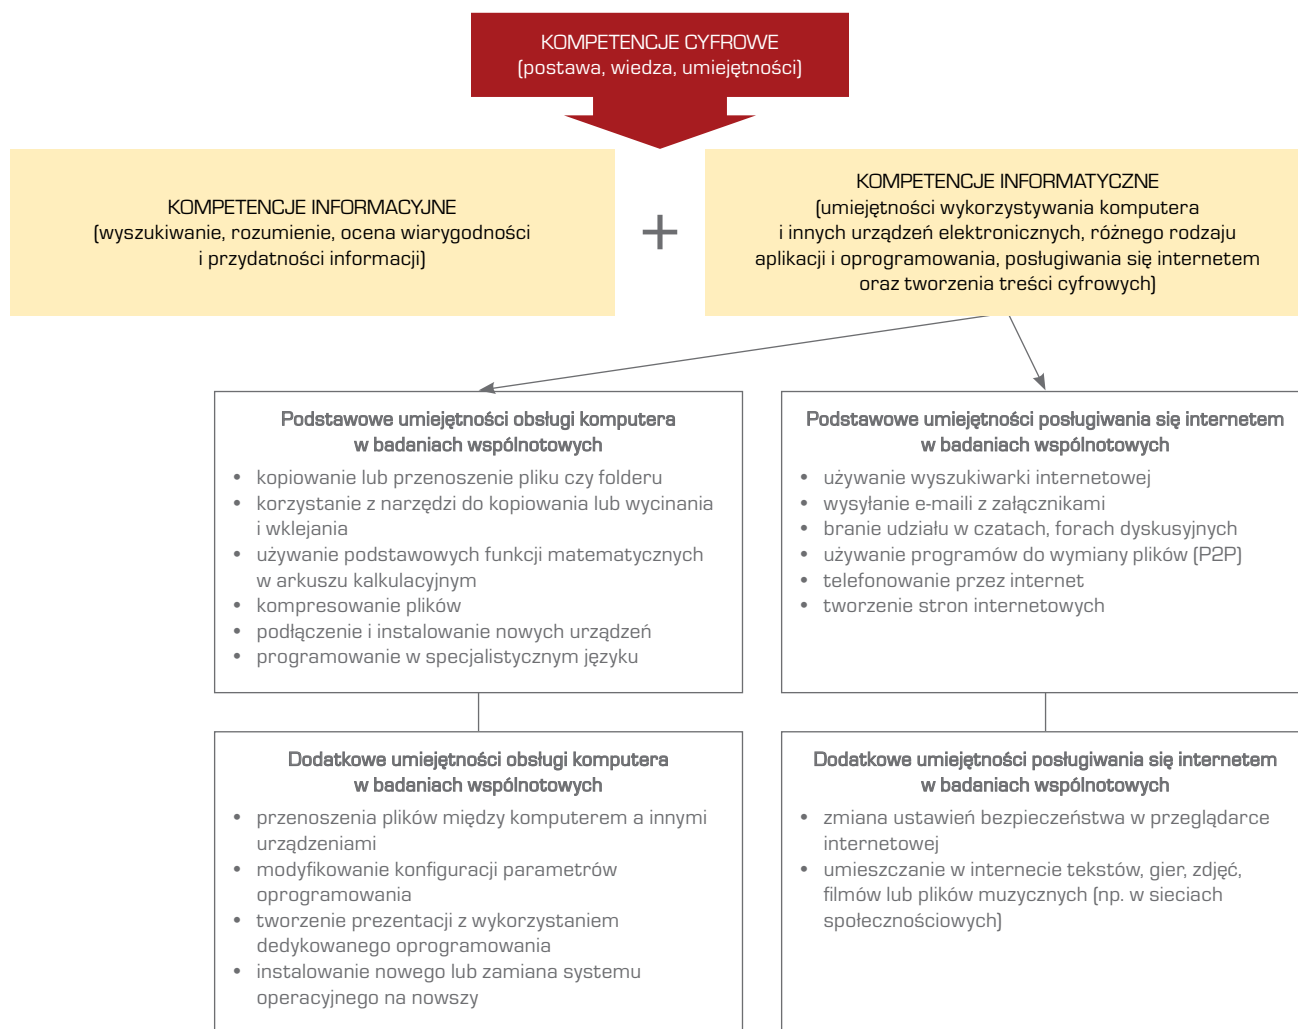 KOMPETENCJE CYFROWE
(postawa, wiedza, umiejętności)
KOMPETENCJE INFORMACYJNE
(wyszukiwanie, rozumienie, ocena wiarygodności
i przydatności informacji)
+
KOMPETENCJE INFORMATYCZNE
(umiejętności wykorzystywania komputera
i innych urządzeń elektronicznych, różnego rodzaju
aplikacji i oprogramowania, posługiwania się internetem
oraz tworzenia treści cyfrowych)
Podstawowe umiejętności obsługi komputera
w badaniach wspólnotowych
• kopiowanie lub przenoszenie pliku czy folderu
• korzystanie z narzędzi do kopiowania lub wycinania
i wklejania
• używanie podstawowych funkcji matematycznych
w arkuszu kalkulacyjnym
• kompresowanie plików
• podłączenie i instalowanie nowych urządzeń
• programowanie w specjalistycznym języku
Podstawowe umiejętności posługiwania się internetem
w badaniach wspólnotowych
• używanie wyszukiwarki internetowej
• wysyłanie e-maili z załącznikami
• branie udziału w czatach, forach dyskusyjnych
• używanie programów do wymiany plików (P2P)
• telefonowanie przez internet
• tworzenie stron internetowych
Dodatkowe umiejętności obsługi komputera
w badaniach wspólnotowych
• przenoszenia plików między komputerem a innymi
urządzeniami
• modyfikowanie konfiguracji parametrów
oprogramowania
• tworzenie prezentacji z wykorzystaniem
dedykowanego oprogramowania
• instalowanie nowego lub zamiana systemu
operacyjnego na nowszy
Dodatkowe umiejętności posługiwania się internetem
w badaniach wspólnotowych
• zmiana ustawień bezpieczeństwa w przeglądarce
internetowej
• umieszczanie w internecie tekstów, gier, zdjęć,
filmów lub plików muzycznych (np. w sieciach
społecznościowych)